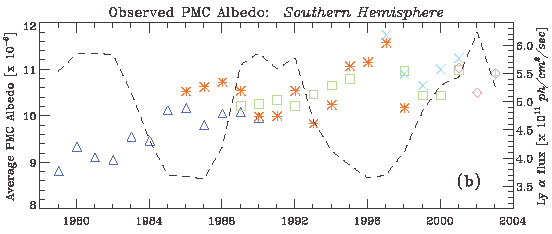 Observed PMC Albedo: Southern Hemisphere
Average PMC Albedo [x 10⁻⁶]
12
11
10
9
8
6.0
5.5
5.0
4.5
4.0
3.5
Ly α flux [x 10¹¹ ph/cm²/sec]
(b)
1980 1984 1988 1992 1996 2000 2004